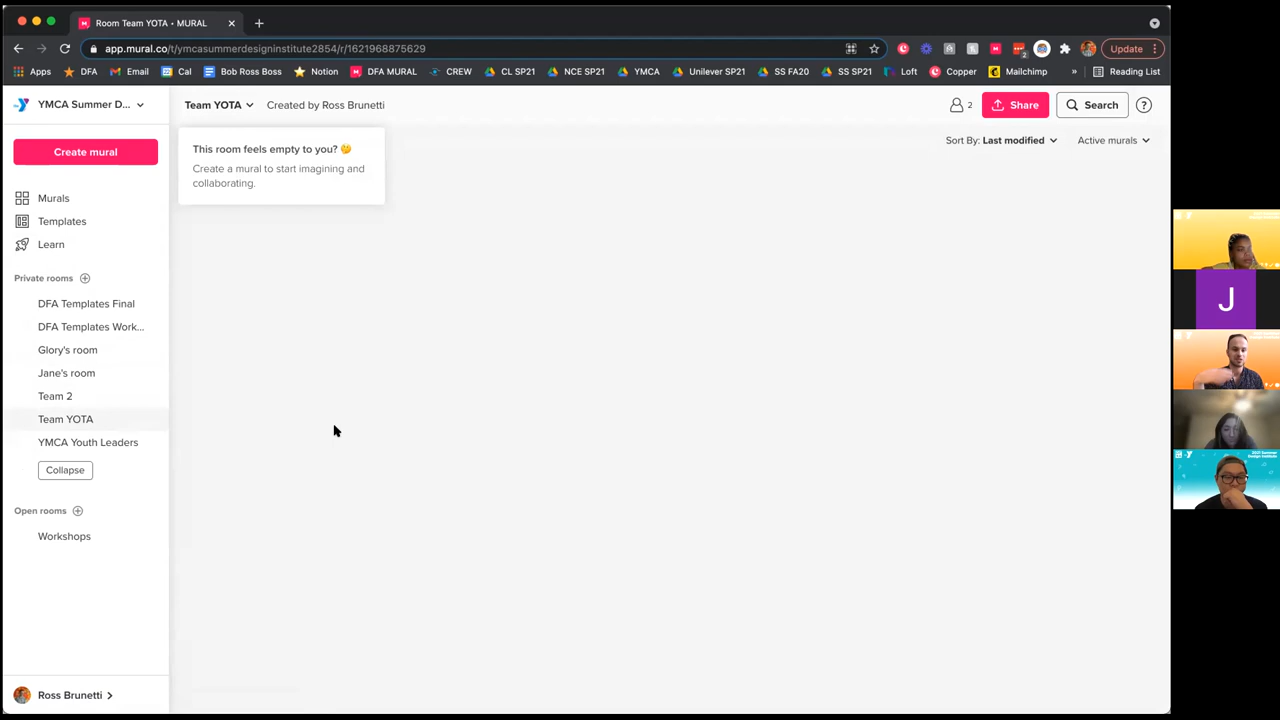 Room Team YOTA • MURAL
app.mural.co/t/ymcasummerdesigninstitute2854/r/1621968875629
Update
Apps DFA Email Cal Bob Ross Boss Notion DFA MURAL CREW CL SP21 NCE SP21 YMCA Unilever SP21 SS FA20 SS SP21 Loft Copper Mailchimp » Reading List
YMCA Summer D...
Team YOTA
Created by Ross Brunetti
2
Share
Search
?
Create mural
This room feels empty to you? 🤔
Create a mural to start imagining and
collaborating.
Sort By: Last modified
Active murals
Murals
Templates
Learn
Private rooms
DFA Templates Final
DFA Templates Work...
Glory's room
Jane's room
Team 2
Team YOTA
YMCA Youth Leaders
Collapse
Open rooms
Workshops
Ross Brunetti
J